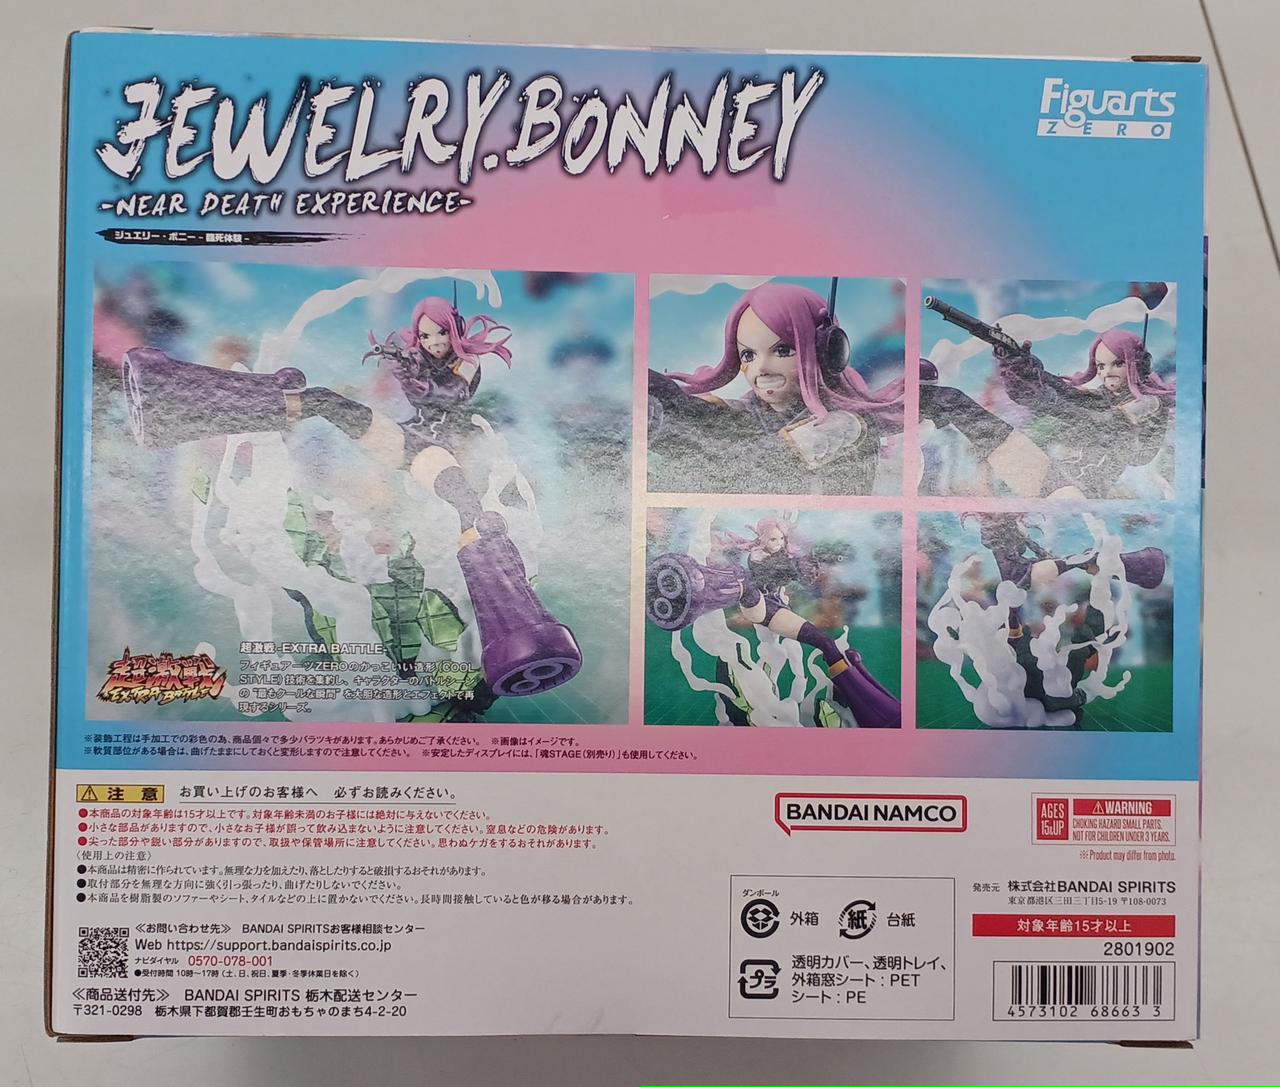 JEWELRY.BONNEY
-NEAR DEATH EXPERIENCE-
ジュエリー・ボニー - 臨死体験 -
Figuarts
ZERO
超激戦
EXTRA BATTLE
超激戦 -EXTRA BATTLE-
フィギュアーツZEROのかっこいい造形（COOL
STYLE）技術を集約し、キャラクターのバトルシーン
の"最もクールな瞬間"を大胆な造形とエフェクトで再
現するシリーズ。
※装飾工程は手加工での彩色の為、商品個々で多少バラツキがあります。あらかじめご了承ください。 ※画像はイメージです。
※軟質部位がある場合は、曲げたままにしておくと変形しますので注意してください。 ※安定したディスプレイには、「魂STAGE（別売り）」も使用してください。
注意 お買い上げのお客様へ 必ずお読みください。
●本商品の対象年齢は15才以上です。対象年齢未満のお子様には絶対に与えないでください。
●小さな部品がありますので、小さなお子様が誤って飲み込まないように注意してください。窒息などの危険があります。
●尖った部分や鋭い部分がありますので、取扱や保管場所に注意してください。思わぬケガをするおそれがあります。
〈使用上の注意〉
●本商品は精密に作られています。無理な力を加えたり、落としたりすると破損するおそれがあります。
●取付部分を無理な方向に強く引っ張ったり、曲げたりしないでください。
●本商品を樹脂製のソファーやシート、タイルなどの上に置かないでください。長時間接触していると色が移る場合があります。
≪お問い合わせ先≫ BANDAI SPIRITSお客様相談センター
Web https://support.bandaispirits.co.jp
ナビダイヤル 0570-078-001
●受付時間 10時～17時（土、日、祝日、夏季・冬季休業日を除く）
≪商品送付先≫ BANDAI SPIRITS 栃木配送センター
〒321-0298 栃木県下都賀郡壬生町おもちゃのまち4-2-20
BANDAI NAMCO
AGES
15&UP
WARNING
CHOKING HAZARD SMALL PARTS.
NOT FOR CHILDREN UNDER 3 YEARS.
※Product may differ from photo.
ダンボール
外箱
紙
台紙
プラ
透明カバー、透明トレイ、
外箱窓シート：PET
シート：PE
発売元 株式会社BANDAI SPIRITS
東京都港区三田三丁目5-19 〒108-0073
対象年齢15才以上
2801902
4573102 68663 3